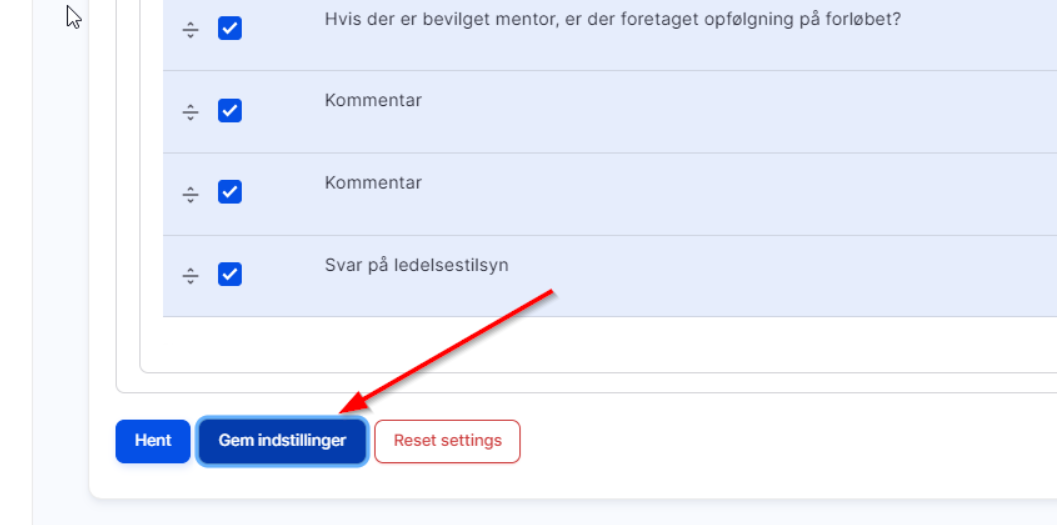 Hvis der er bevilget mentor, er der foretaget opfølgning på forløbet?
Kommentar
Kommentar
Svar på ledelsestilsyn
Hent
Gem indstillinger
Reset settings